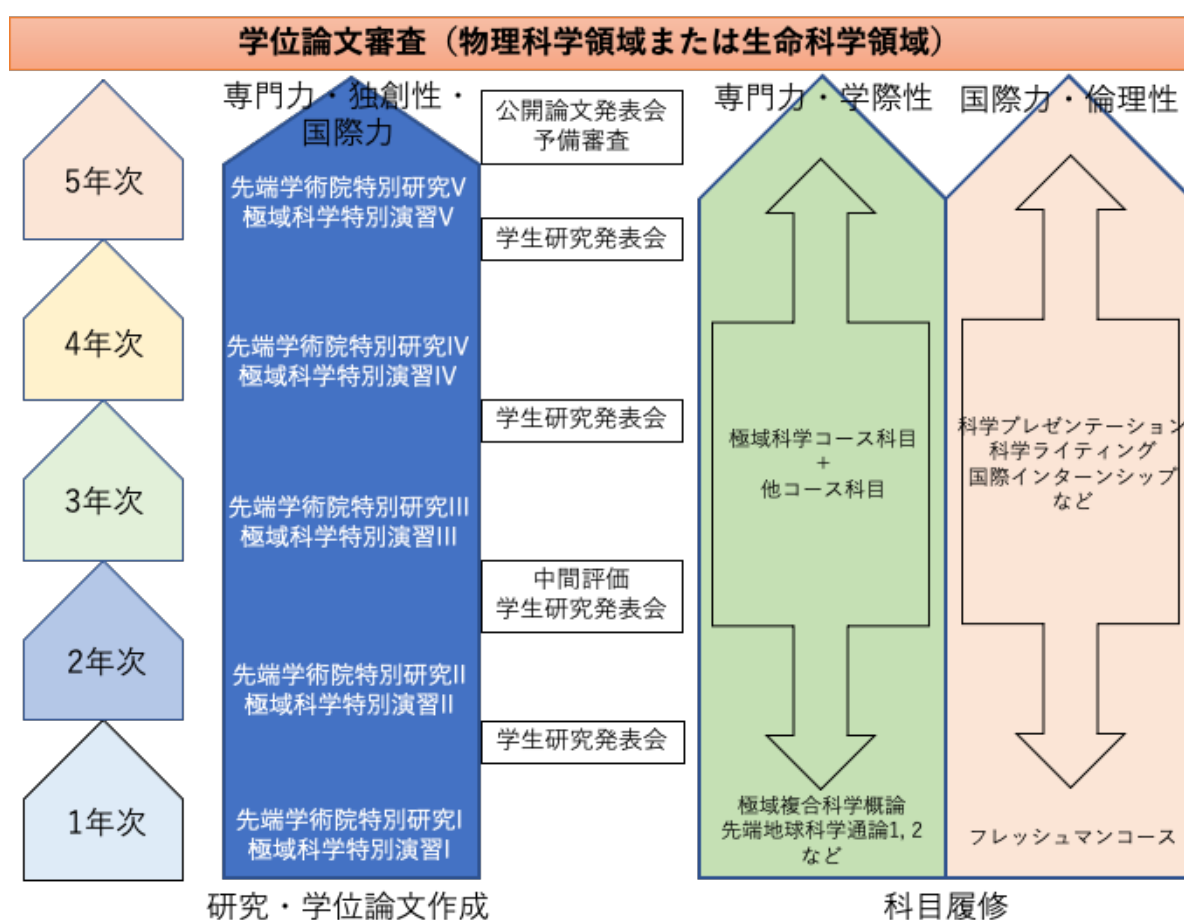 学位論文審査（物理科学領域または生命科学領域）
5年次
4年次
3年次
2年次
1年次
専門力・独創性・
国際力
先端学術院特別研究V
極域科学特別演習V
先端学術院特別研究IV
極域科学特別演習IV
先端学術院特別研究III
極域科学特別演習III
先端学術院特別研究II
極域科学特別演習II
先端学術院特別研究I
極域科学特別演習I
公開論文発表会
予備審査
学生研究発表会
学生研究発表会
中間評価
学生研究発表会
学生研究発表会
専門力・学際性
極域科学コース科目
+
他コース科目
極域複合科学概論
先端地球科学通論1, 2
など
国際力・倫理性
科学プレゼンテーション
科学ライティング
国際インターンシップ
など
フレッシュマンコース
研究・学位論文作成
科目履修